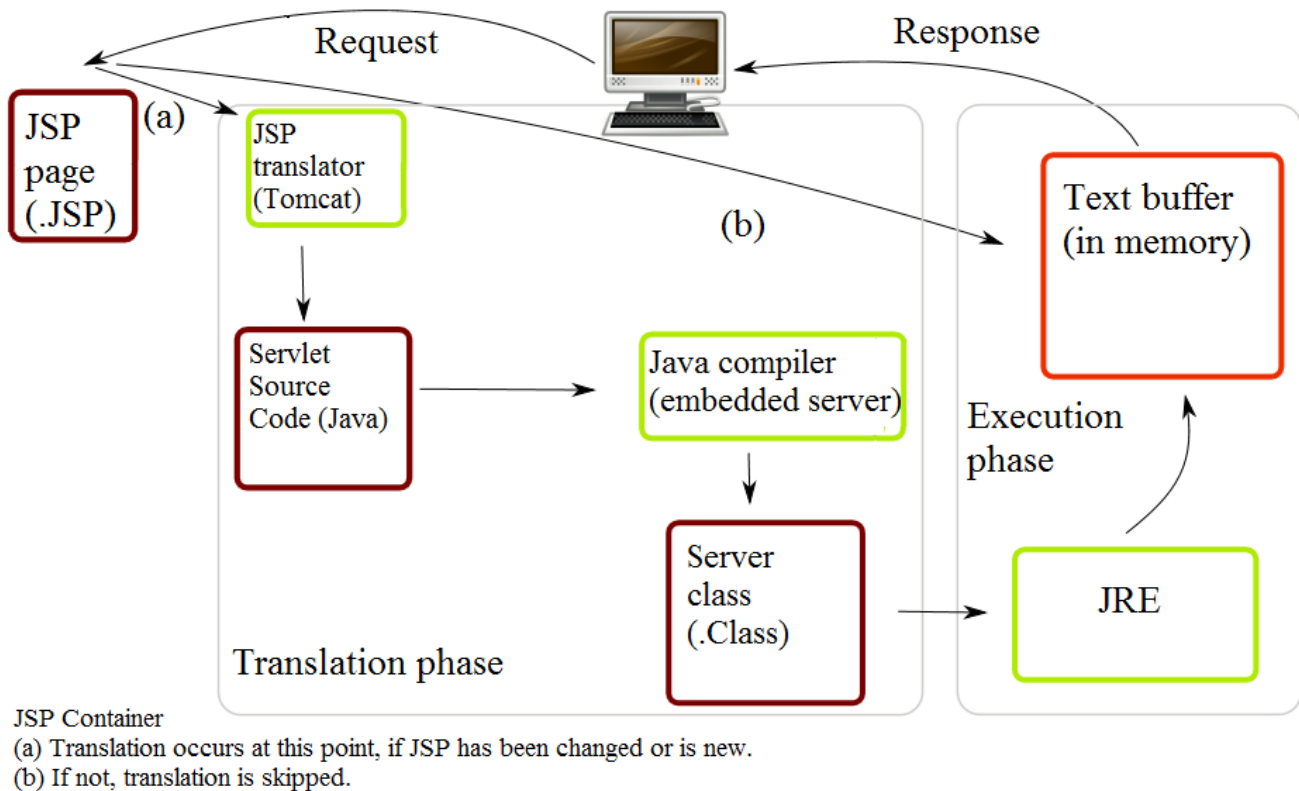 Request
Response
JSP
page
(.JSP)
(a)
JSP
translator
(Tomcat)
(b)
Text buffer
(in memory)
Servlet
Source
Code (Java)
Java compiler
(embedded server)
Execution
phase
Server
class
(.Class)
JRE
Translation phase
JSP Container
(a) Translation occurs at this point, if JSP has been changed or is new.
(b) If not, translation is skipped.